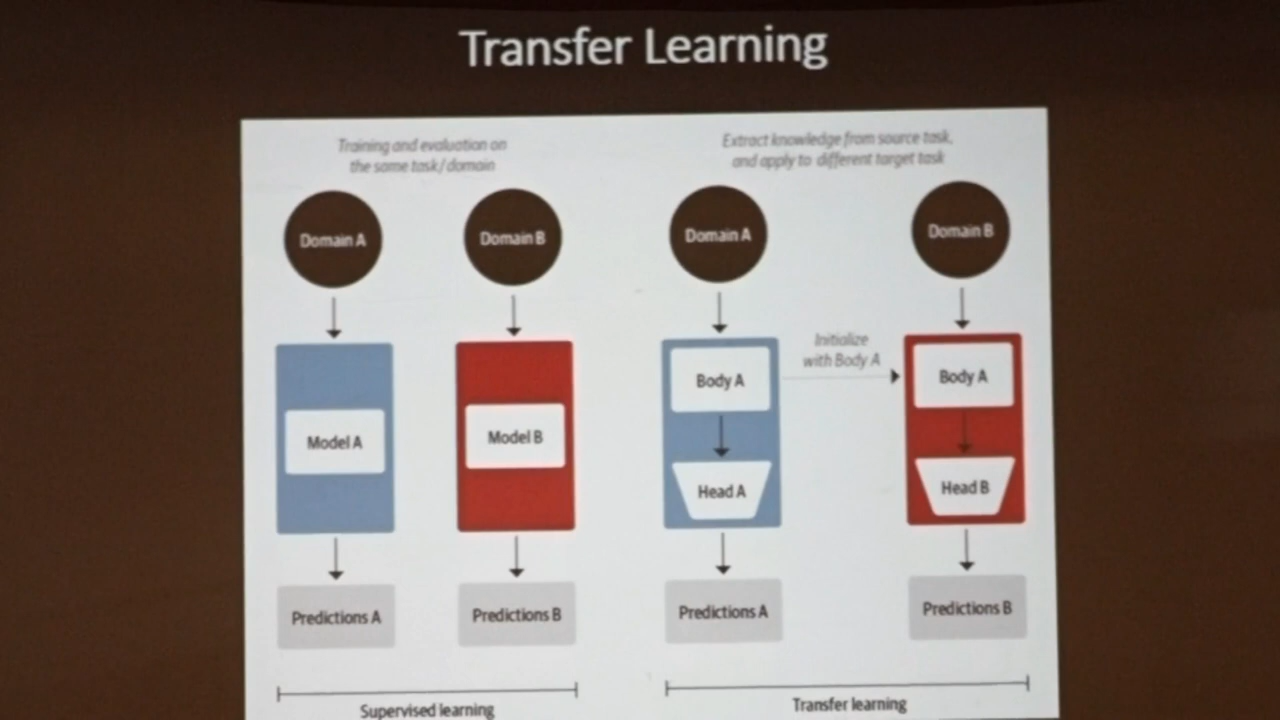 Transfer Learning
Training and evaluation on
the same task/domain
Extract knowledge from source task,
and apply to different target task
Domain A
Domain B
Domain A
Domain B
Initialize
with Body A
Model A
Model B
Body A
Head A
Body A
Head B
Predictions A
Predictions B
Predictions A
Predictions B
Supervised learning
Transfer learning